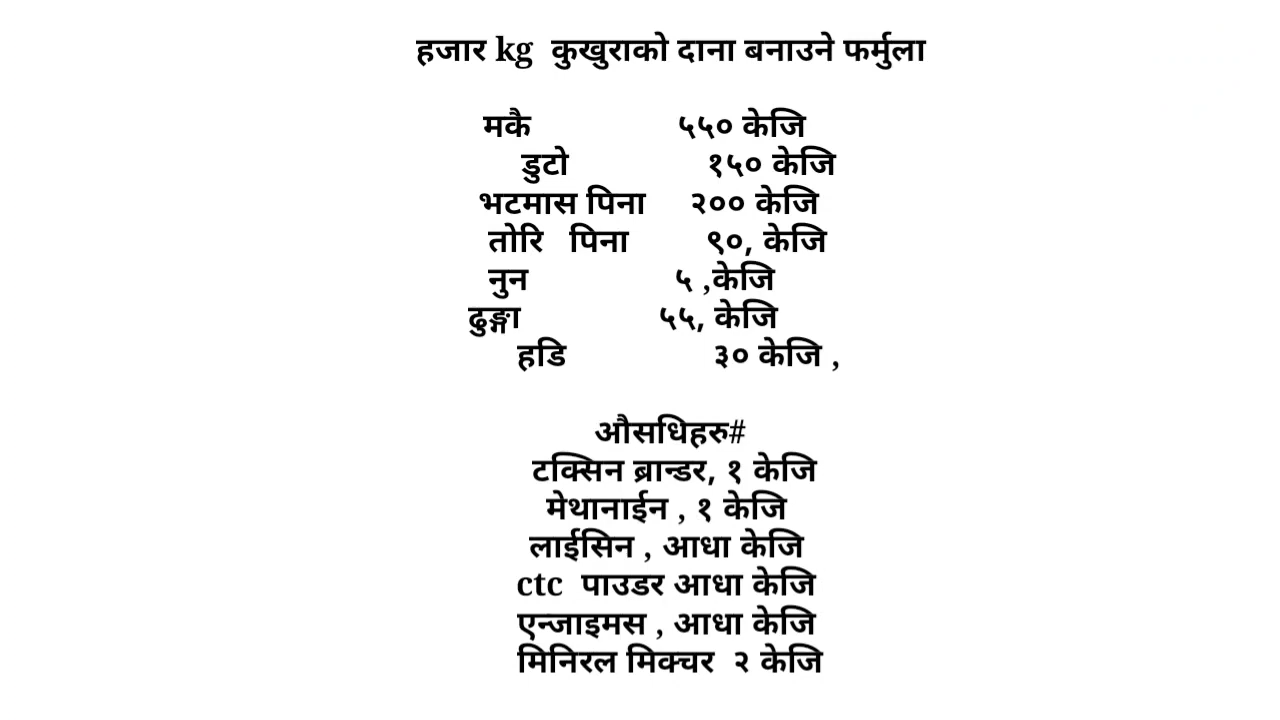 हजार kg कुखुराको दाना बनाउने फर्मुला
मकै ५५० केजि
डुटो १५० केजि
भटमास पिना २०० केजि
तोरि पिना ९०, केजि
नुन ५ ,केजि
ढुङ्गा ५५, केजि
हडि ३० केजि ,
औसधिहरु#
टक्सिन ब्रान्डर, १ केजि
मेथानाईन , १ केजि
लाईसिन , आधा केजि
ctc पाउडर आधा केजि
एन्जाइमस , आधा केजि
मिनिरल मिक्चर २ केजि